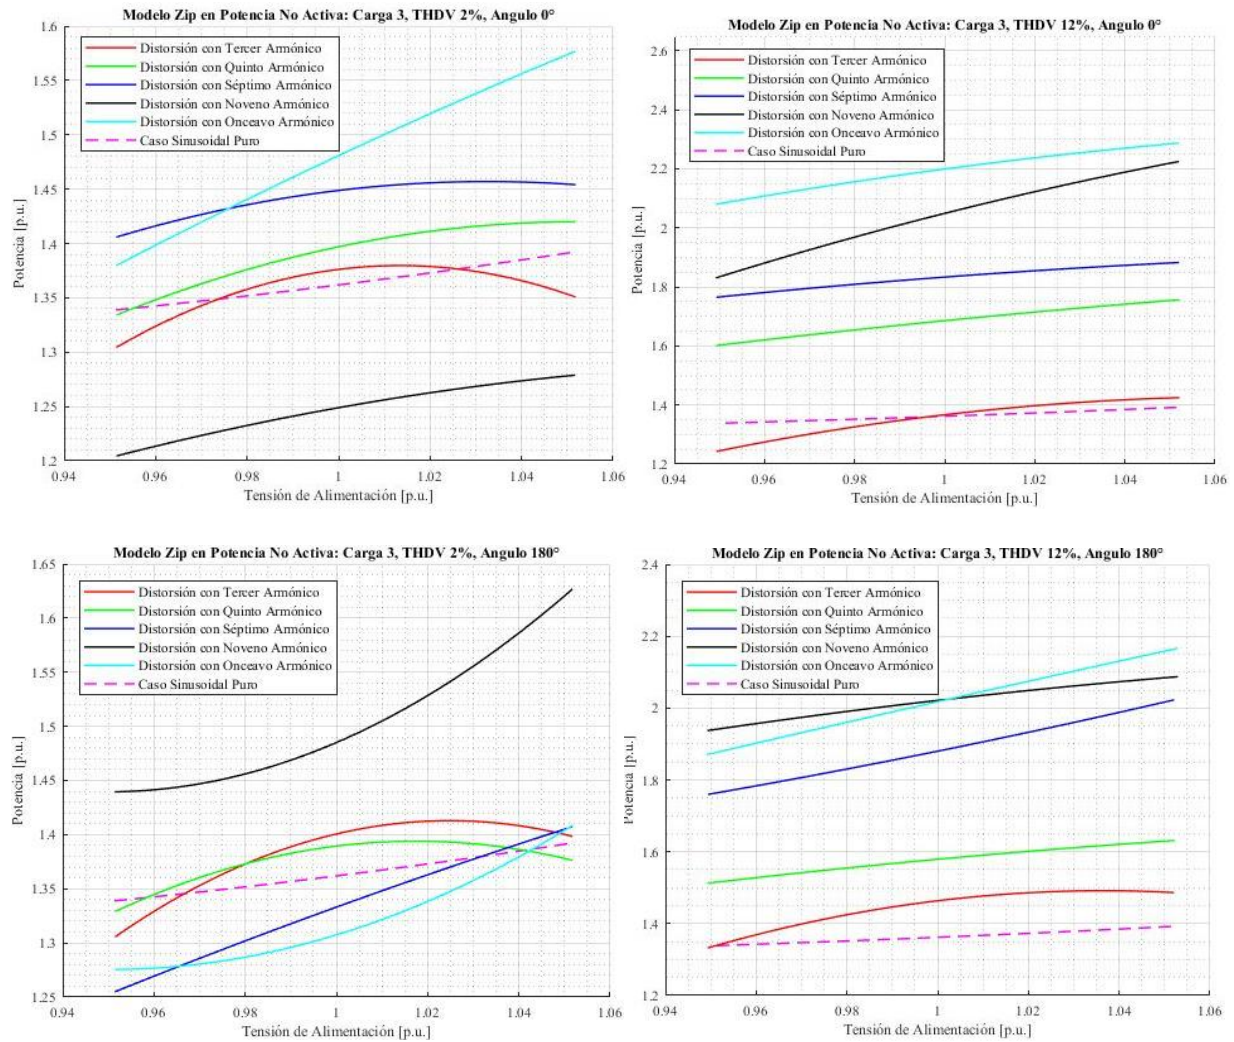 Modelo Zip en Potencia No Activa: Carga 3, THDV 2%, Angulo 0°
1.6
1.55
1.5
1.45
1.4
1.35
1.3
1.25
1.2
Potencia [p.u.]
Distorsión con Tercer Armónico
Distorsión con Quinto Armónico
Distorsión con Séptimo Armónico
Distorsión con Noveno Armónico
Distorsión con Onceavo Armónico
Caso Sinusoidal Puro
0.94 0.96 0.98 1 1.02 1.04 1.06
Tensión de Alimentación [p.u.]
Modelo Zip en Potencia No Activa: Carga 3, THDV 12%, Angulo 0°
2.6
2.4
2.2
2
1.8
1.6
1.4
1.2
Potencia [p.u.]
Distorsión con Tercer Armónico
Distorsión con Quinto Armónico
Distorsión con Séptimo Armónico
Distorsión con Noveno Armónico
Distorsión con Onceavo Armónico
Caso Sinusoidal Puro
0.94 0.96 0.98 1 1.02 1.04 1.06
Tensión de Alimentación [p.u.]
Modelo Zip en Potencia No Activa: Carga 3, THDV 2%, Angulo 180°
1.65
1.6
1.55
1.5
1.45
1.4
1.35
1.3
1.25
Potencia [p.u.]
Distorsión con Tercer Armónico
Distorsión con Quinto Armónico
Distorsión con Séptimo Armónico
Distorsión con Noveno Armónico
Distorsión con Onceavo Armónico
Caso Sinusoidal Puro
0.94 0.96 0.98 1 1.02 1.04 1.06
Tensión de Alimentación [p.u.]
Modelo Zip en Potencia No Activa: Carga 3, THDV 12%, Angulo 180°
2.4
2.2
2
1.8
1.6
1.4
1.2
Potencia [p.u.]
Distorsión con Tercer Armónico
Distorsión con Quinto Armónico
Distorsión con Séptimo Armónico
Distorsión con Noveno Armónico
Distorsión con Onceavo Armónico
Caso Sinusoidal Puro
0.94 0.96 0.98 1 1.02 1.04 1.06
Tensión de Alimentación [p.u.]